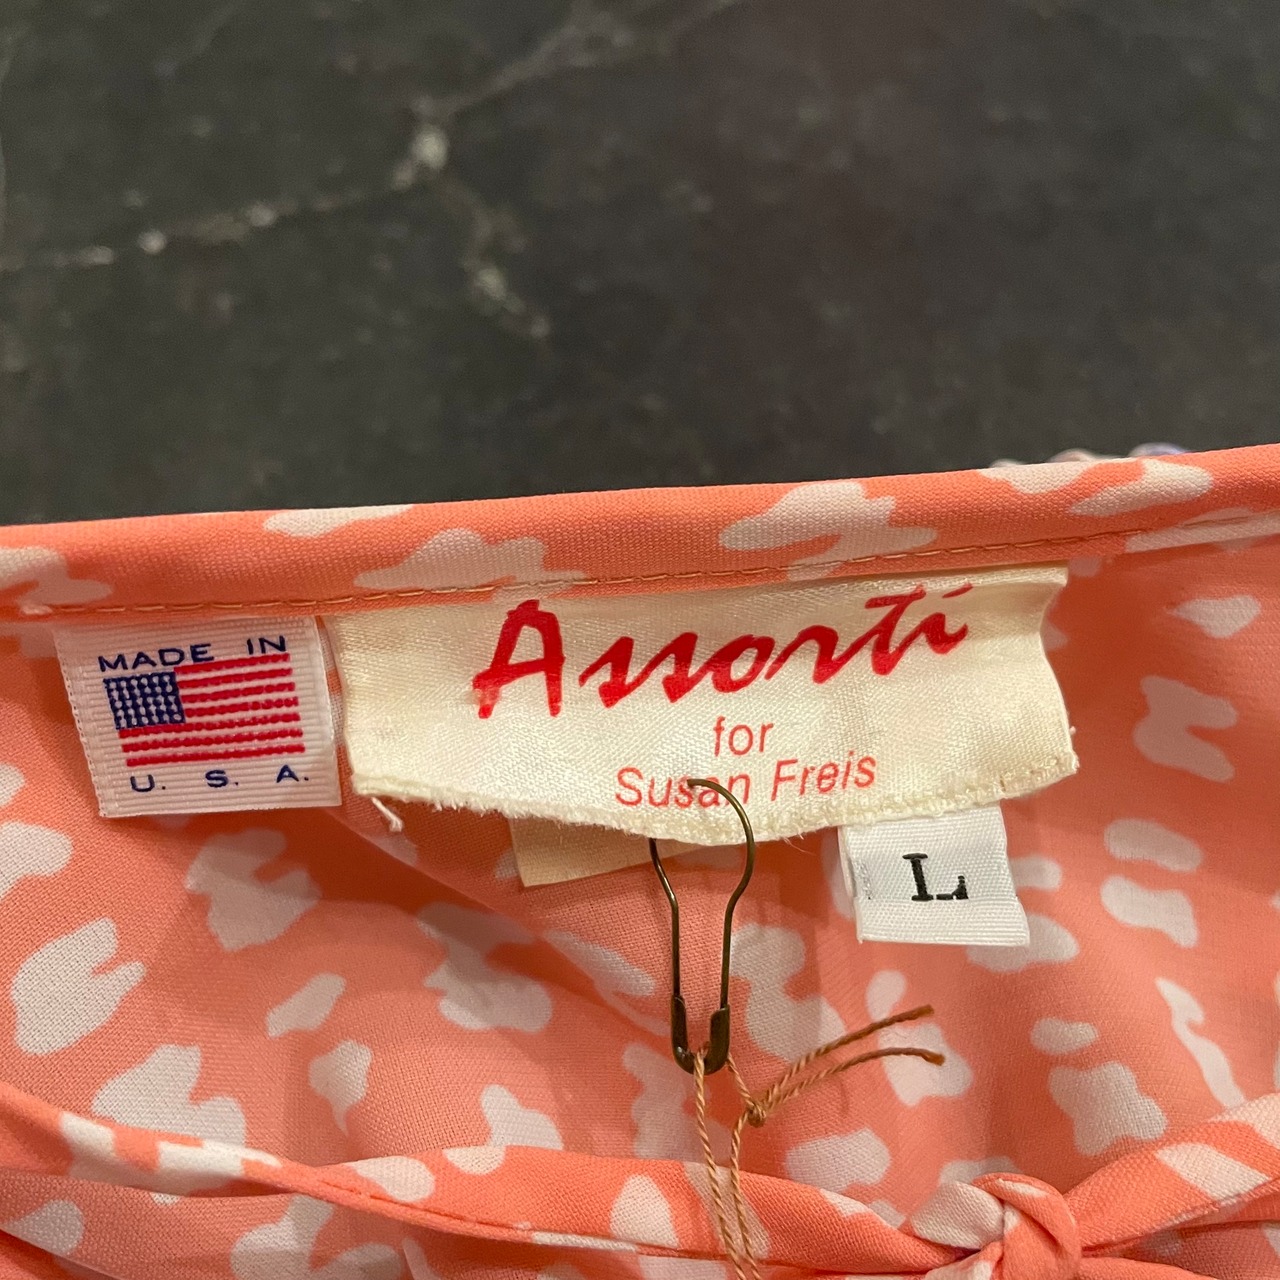 MADE IN
U. S. A.
Assorti
for
Susan Freis
L